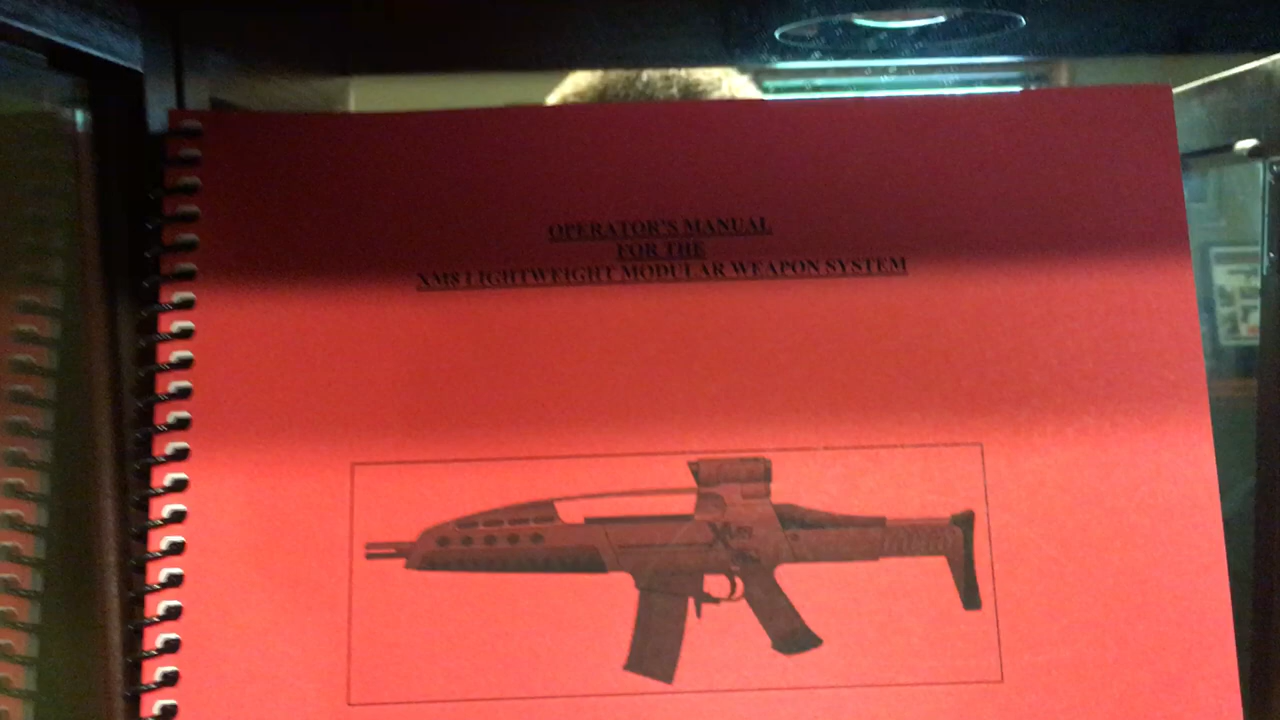 OPERATOR'S MANUAL
FOR THE
XM8 LIGHTWEIGHT MODULAR WEAPON SYSTEM